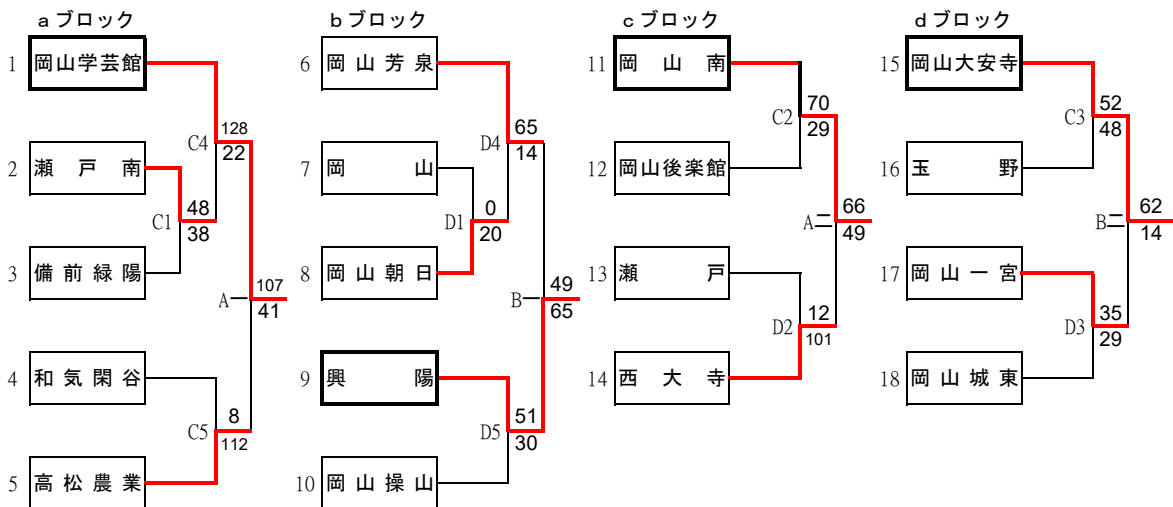 aブロック
1 岡山学芸館
2 瀬戸南
3 備前緑陽
4 和気閑谷
5 高松農業
C4 128 22
C1 48 38
A一 107 41
C5 8 112
bブロック
6 岡山芳泉
7 岡山
8 岡山朝日
9 興陽
10 岡山操山
D4 65 14
D1 0 20
B一 49 65
D5 51 30
cブロック
11 岡山南
12 岡山後楽館
13 瀬戸
14 西大寺
C2 70 29
A二 66 49
D2 12 101
dブロック
15 岡山大安寺
16 玉野
17 岡山一宮
18 岡山城東
C3 52 48
B二 62 14
D3 35 29